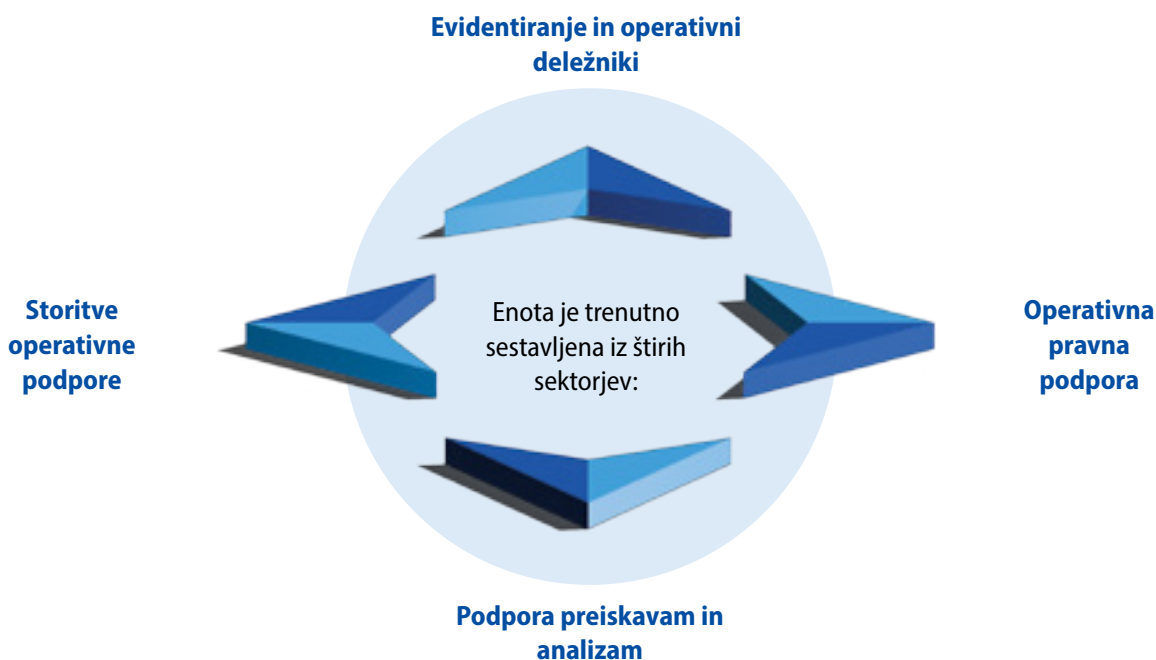 Evidentiranje in operativni
deležniki
Storitve
operativne
podpore
Enota je trenutno
sestavljena iz štirih
sektorjev:
Operativna
pravna
podpora
Podpora preiskavam in
analizam